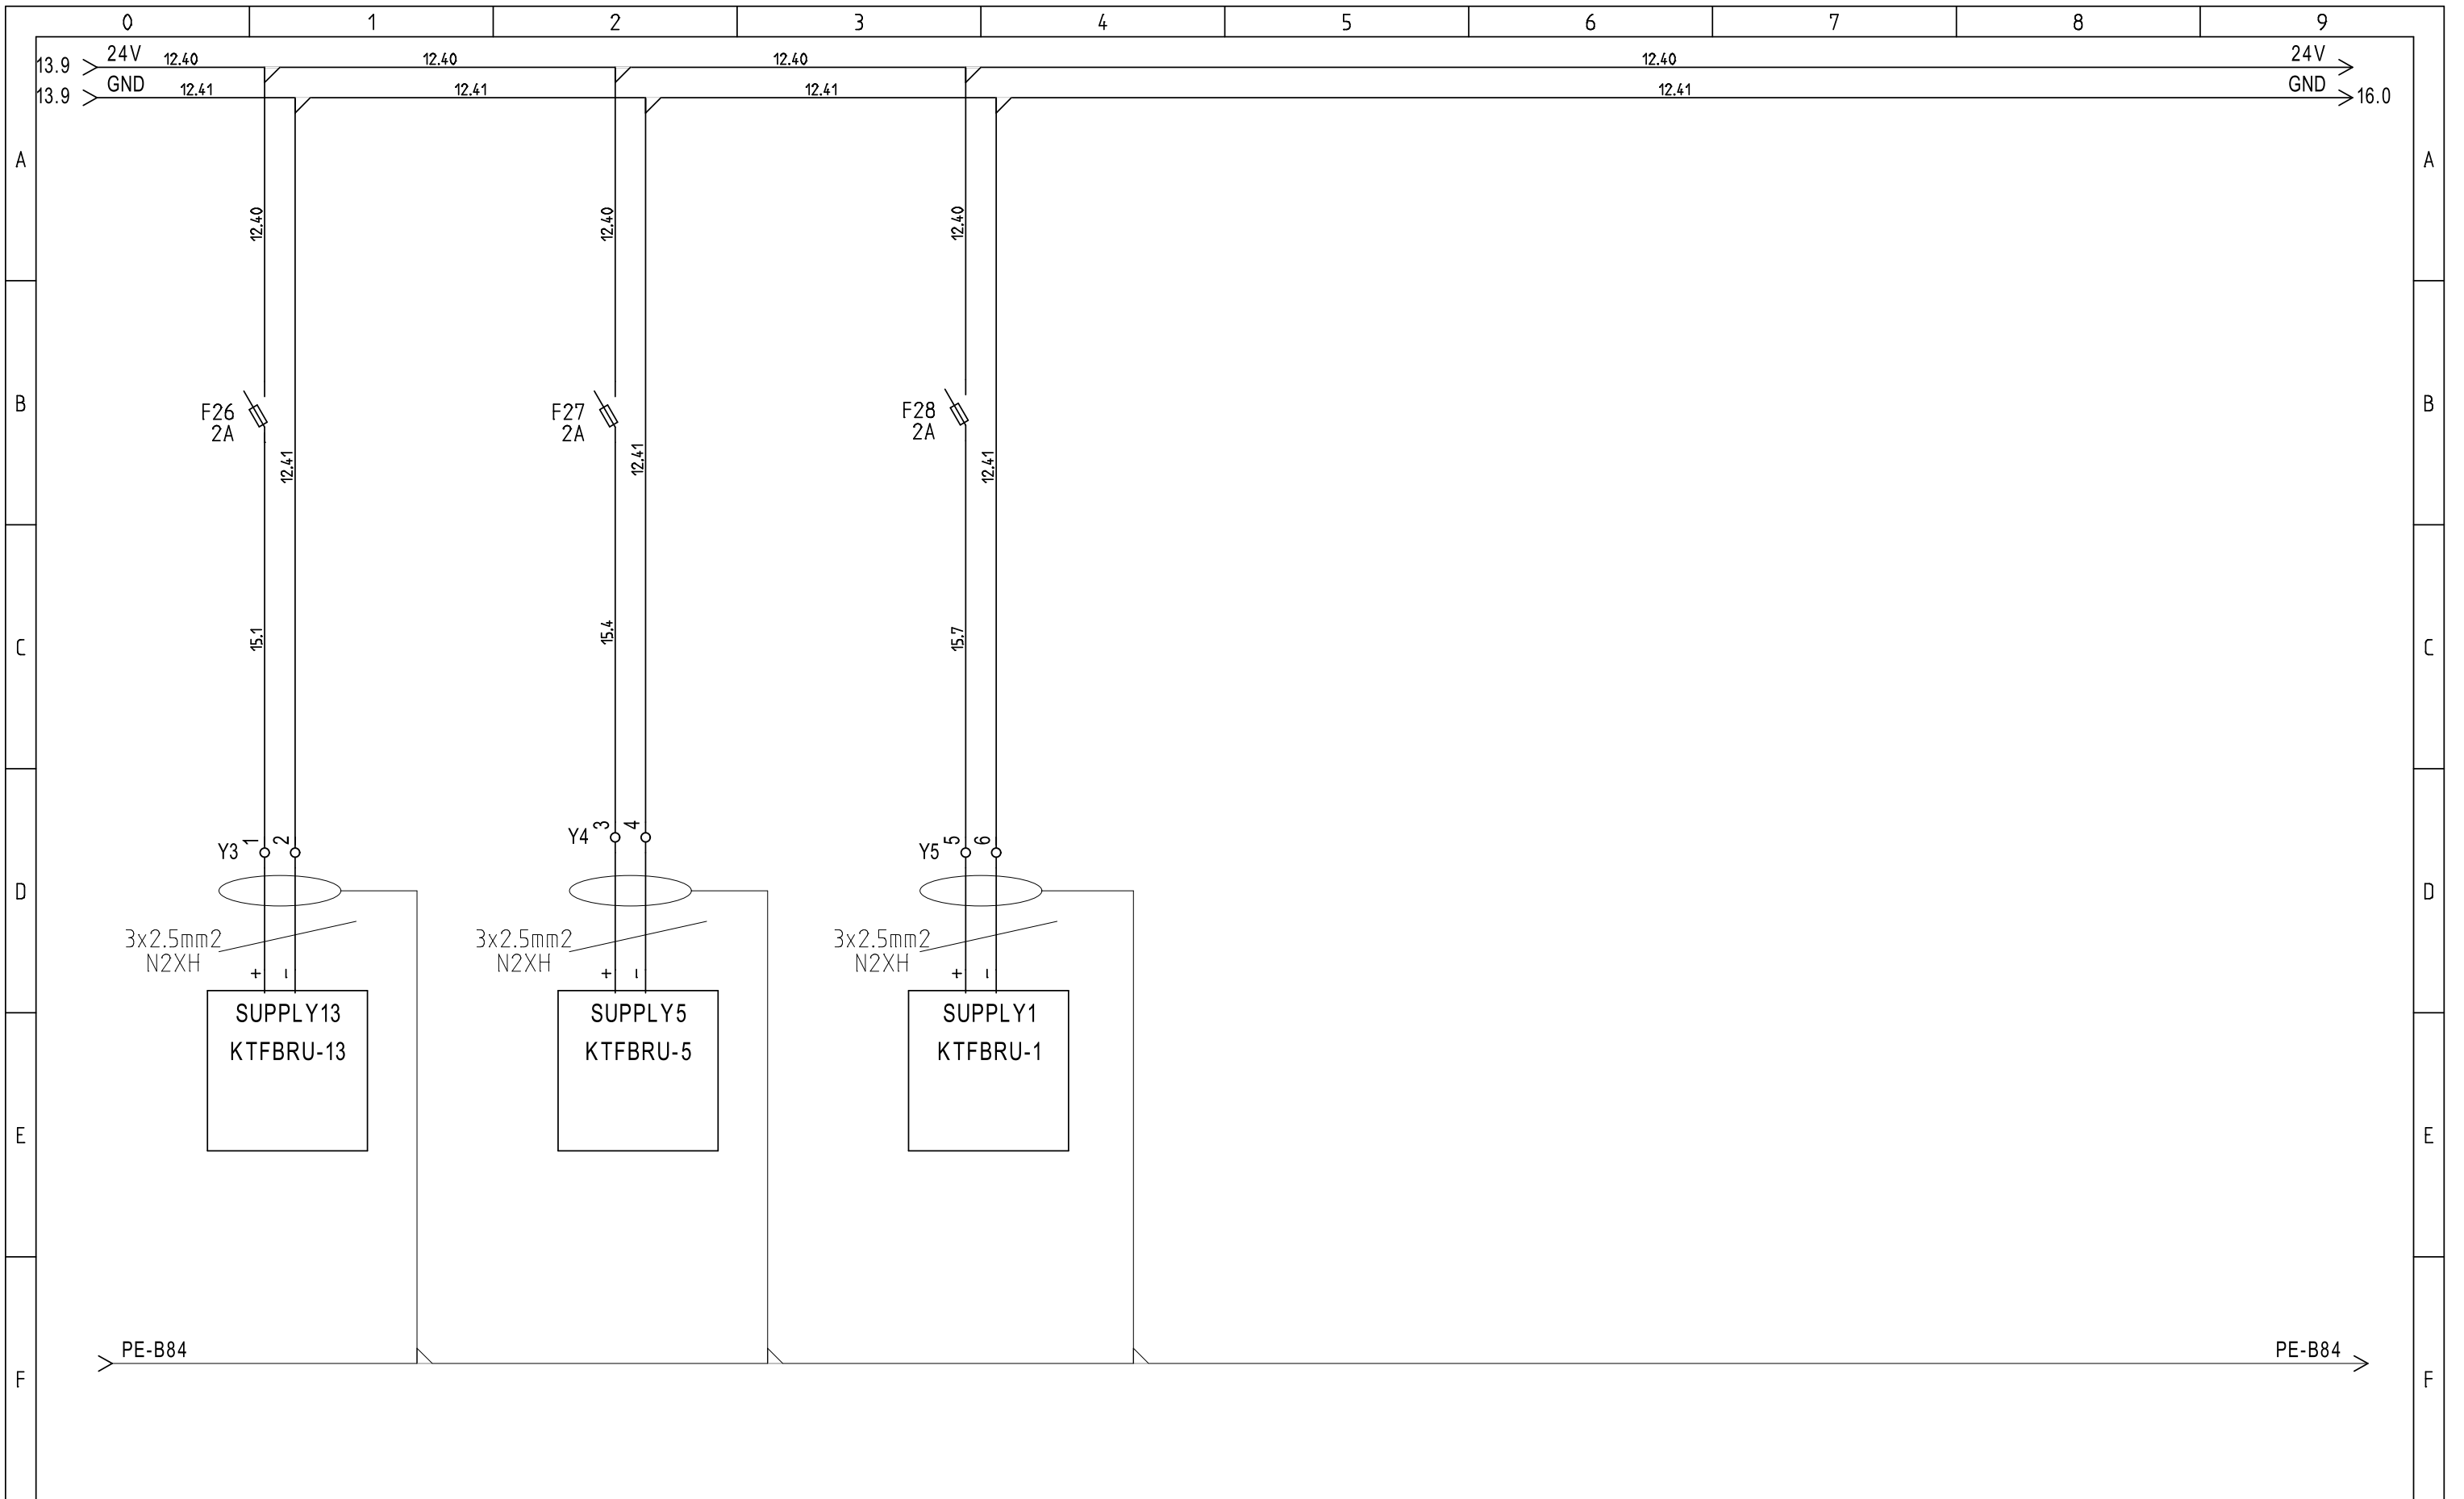 0 1 2 3 4 5 6 7 8 9
13.9 24V 12.40 12.40 12.40 12.40 24V
13.9 GND 12.41 12.41 12.41 12.41 GND 16.0
A A
12.40 12.40 12.40
B B
F26 F27 F28
2A 2A 2A
12.41 12.41 12.41
15.1 15.4 15.7
C C
Y3 1 2 Y4 3 4 Y5 5 6
D D
3x2.5mm2 3x2.5mm2 3x2.5mm2
N2XH N2XH N2XH
+ - + - + -
SUPPLY13 SUPPLY5 SUPPLY1
KTFBRU-13 KTFBRU-5 KTFBRU-1
E E
PE-B84 PE-B84
F F